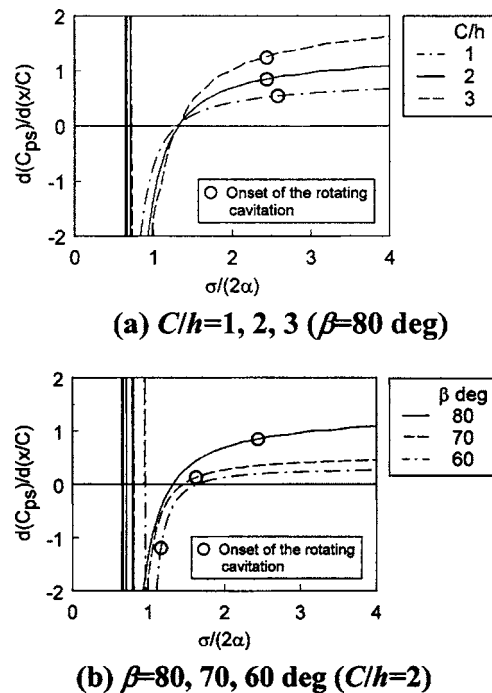 2
1
0
-1
-2
0 1 2 3 4
d(Cps)/d(x/C)
σ/(2α)
C/h
1
2
3
Onset of the rotating
cavitation
(a) C/h=1, 2, 3 (β=80 deg)
2
1
0
-1
-2
0 1 2 3 4
d(Cps)/d(x/C)
σ/(2α)
β deg
80
70
60
Onset of the rotating
cavitation
(b) β=80, 70, 60 deg (C/h=2)